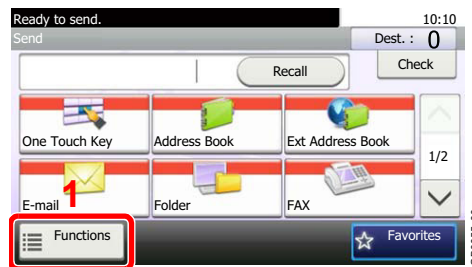 Ready to send. 10:10
Send Dest. : 0
Recall Check
One Touch Key Address Book Ext Address Book
1/2
E-mail 1 Folder FAX
Functions Favorites